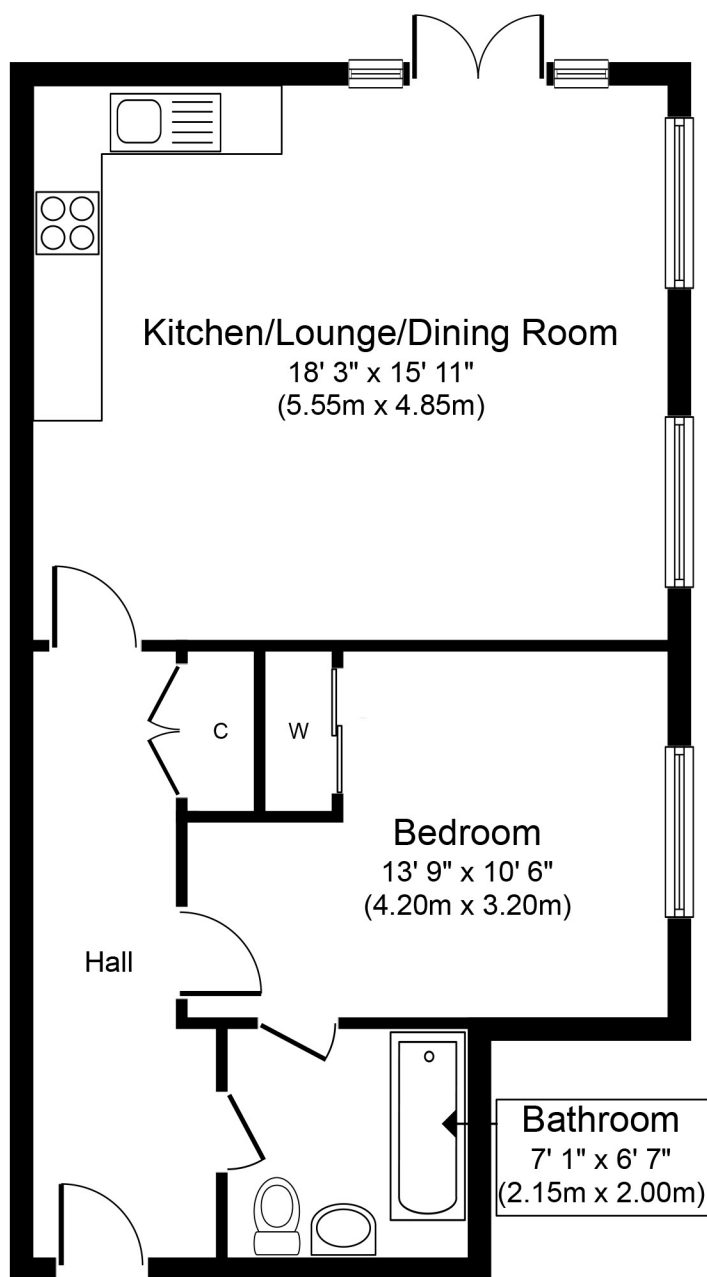 Kitchen/Lounge/Dining Room
18' 3" x 15' 11"
(5.55m x 4.85m)
C
W
Bedroom
13' 9" x 10' 6"
(4.20m x 3.20m)
Hall
Bathroom
7' 1" x 6' 7"
(2.15m x 2.00m)